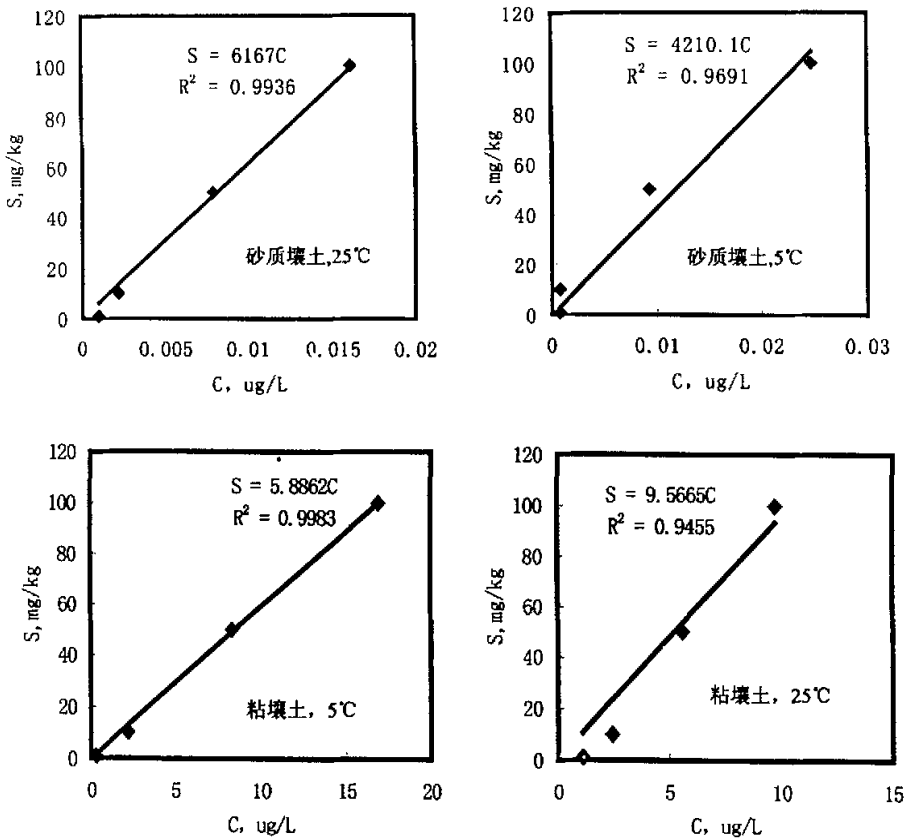 120
100
80
60
40
20
0
S, mg/kg
S = 6167C
R² = 0.9936
砂质壤土,25℃
0 0.005 0.01 0.015 0.02
C, ug/L
120
100
80
60
40
20
0
S, mg/kg
S = 4210.1C
R² = 0.9691
砂质壤土,5℃
0 0.01 0.02 0.03
C, ug/L
120
100
80
60
40
20
0
S, mg/kg
S = 5.8862C
R² = 0.9983
粘壤土, 5℃
0 5 10 15 20
C, ug/L
120
100
80
60
40
20
0
S, mg/kg
S = 9.5665C
R² = 0.9455
粘壤土, 25℃
0 5 10 15
C, ug/L